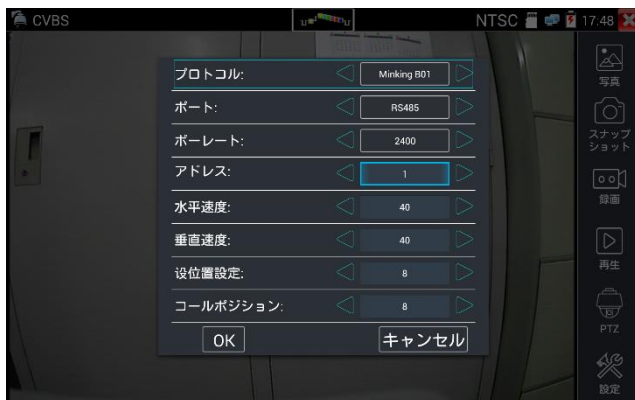 CVBS
NTSC
17:48
プロトコル:
Minking B01
ポート:
RS485
ボーレート:
2400
アドレス:
1
水平速度:
40
垂直速度:
40
设位置設定:
8
コールポジション:
8
OK
キャンセル
写真
スナップ
ショット
録画
再生
PTZ
設定